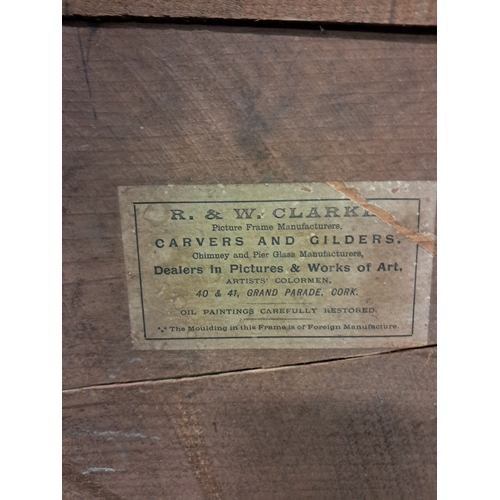 R. & W. CLARKE
Picture Frame Manufacturers,
CARVERS AND GILDERS.
Chimney and Pier Glass Manufacturers,
Dealers in Pictures & Works of Art,
ARTISTS' COLORMEN,
40 & 41, GRAND PARADE, CORK.
OIL PAINTINGS CAREFULLY RESTORED.
The Moulding in this Frame is of Foreign Manufacture.